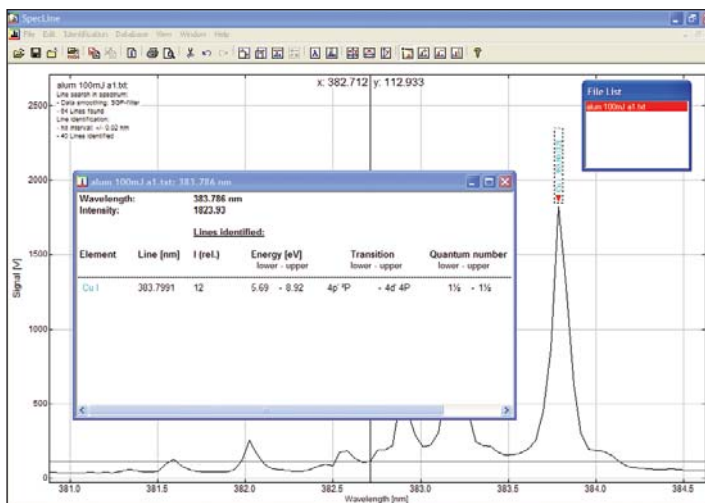 SpecLine
File Edit Identification Database View Window Help
alum 100mJ a1.txt:
Line search in spectrum:
- Data smoothing: SGP-Filter
- 84 Lines found
Line identification:
- hit interval: +/- 0.02 nm
- 40 Lines identified
x: 382.712 y: 112.933
File List
alum 100mJ a1.txt
alum 100mJ a1.txt: 383.786 nm
Wavelength: 383.786 nm
Intensity: 1823.93
Lines identified:
Element Line [nm] I (rel.) Energy [eV] Transition Quantum number
lower - upper lower - upper lower - upper
Cu I 383.7991 12 5.69 - 8.92 4p' ⁴P - 4d' 4P 1½ - 1½
Signal [V]
2500
2000
1500
1000
500
0
381.0 381.5 382.0 382.5 383.0 383.5 384.0 384.5
Wavelength [nm]